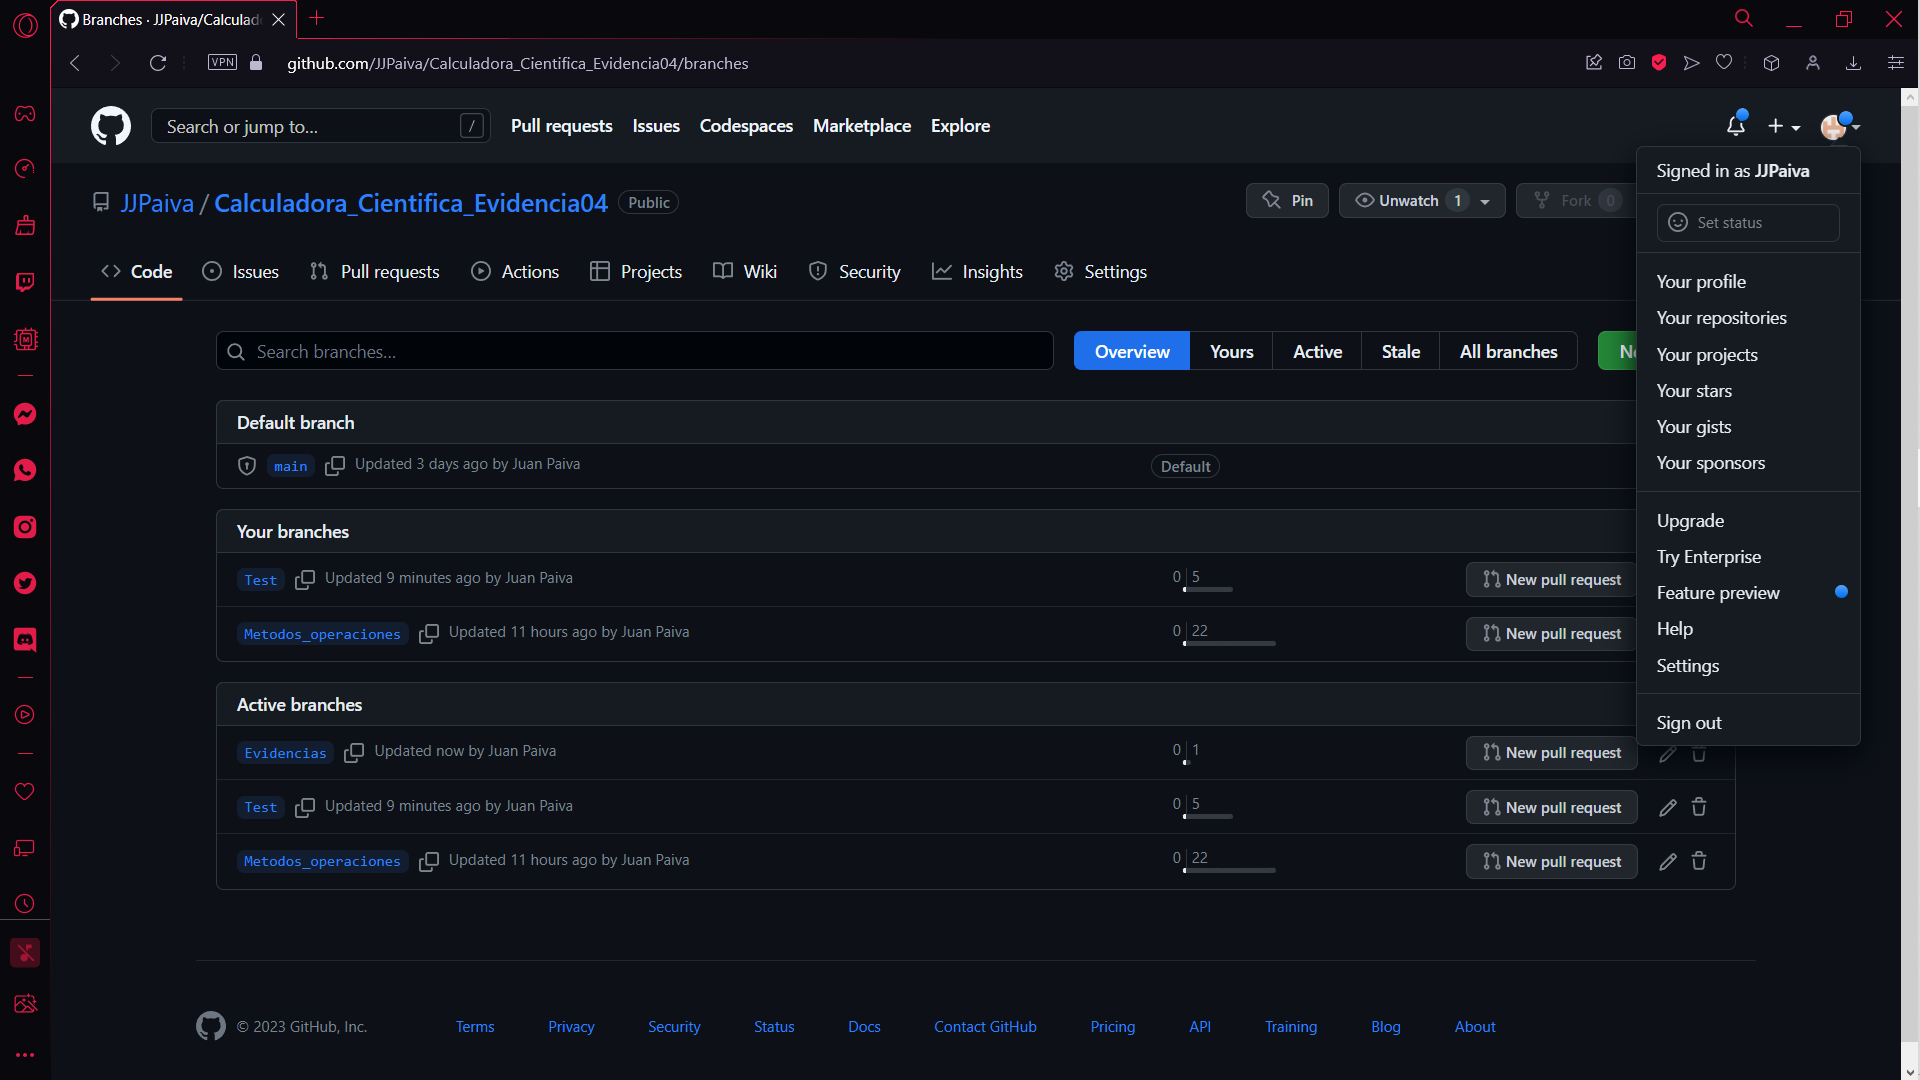 Branches · JJPaiva/Calculad
VPN github.com/JJPaiva/Calculadora_Cientifica_Evidencia04/branches
Search or jump to... / Pull requests Issues Codespaces Marketplace Explore
Signed in as JJPaiva
JJPaiva / Calculadora_Cientifica_Evidencia04 Public Pin Unwatch 1 Fork 0
Set status
Code Issues Pull requests Actions Projects Wiki Security Insights Settings
Your profile
Your repositories
Your projects
Your stars
Your gists
Your sponsors
Upgrade
Try Enterprise
Feature preview
Help
Settings
Sign out
Search branches... Overview Yours Active Stale All branches
Default branch
main Updated 3 days ago by Juan Paiva Default
Your branches
Test Updated 9 minutes ago by Juan Paiva 0 5 New pull request
Metodos_operaciones Updated 11 hours ago by Juan Paiva 0 22 New pull request
Active branches
Evidencias Updated now by Juan Paiva 0 1 New pull request
Test Updated 9 minutes ago by Juan Paiva 0 5 New pull request
Metodos_operaciones Updated 11 hours ago by Juan Paiva 0 22 New pull request
© 2023 GitHub, Inc. Terms Privacy Security Status Docs Contact GitHub Pricing API Training Blog About